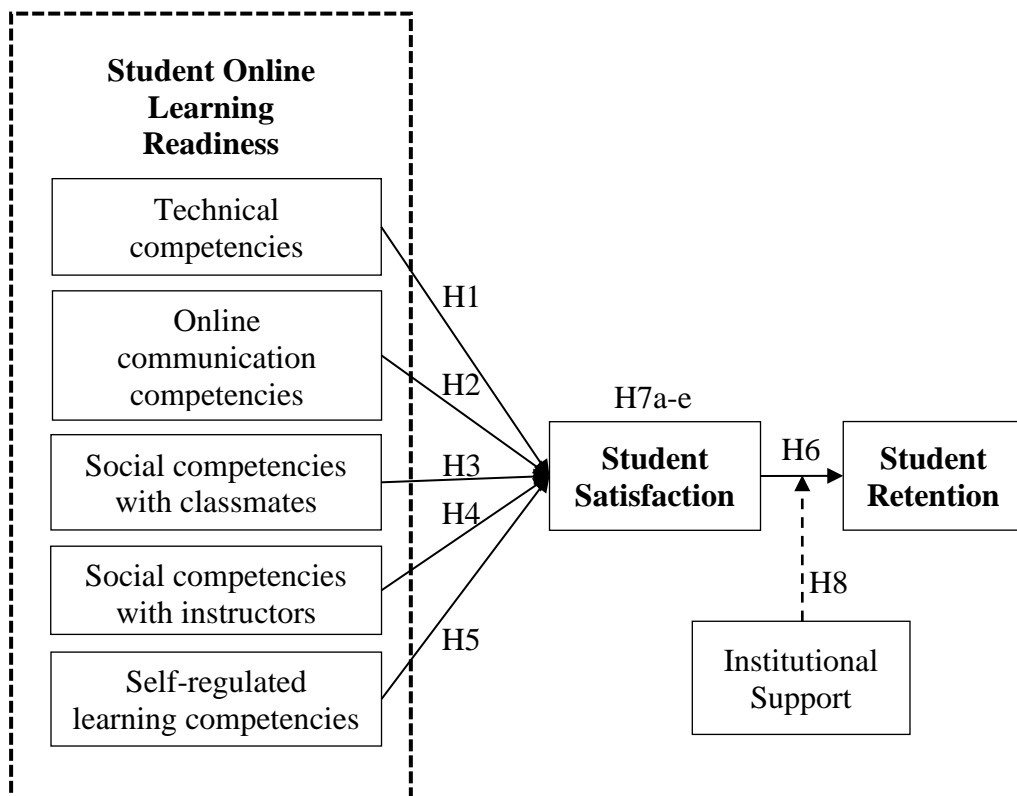 Student Online
Learning
Readiness
Technical
competencies
Online
communication
competencies
Social competencies
with classmates
Social competencies
with instructors
Self-regulated
learning competencies
H1
H2
H3
H4
H5
H7a-e
Student
Satisfaction
H6
Student
Retention
H8
Institutional
Support